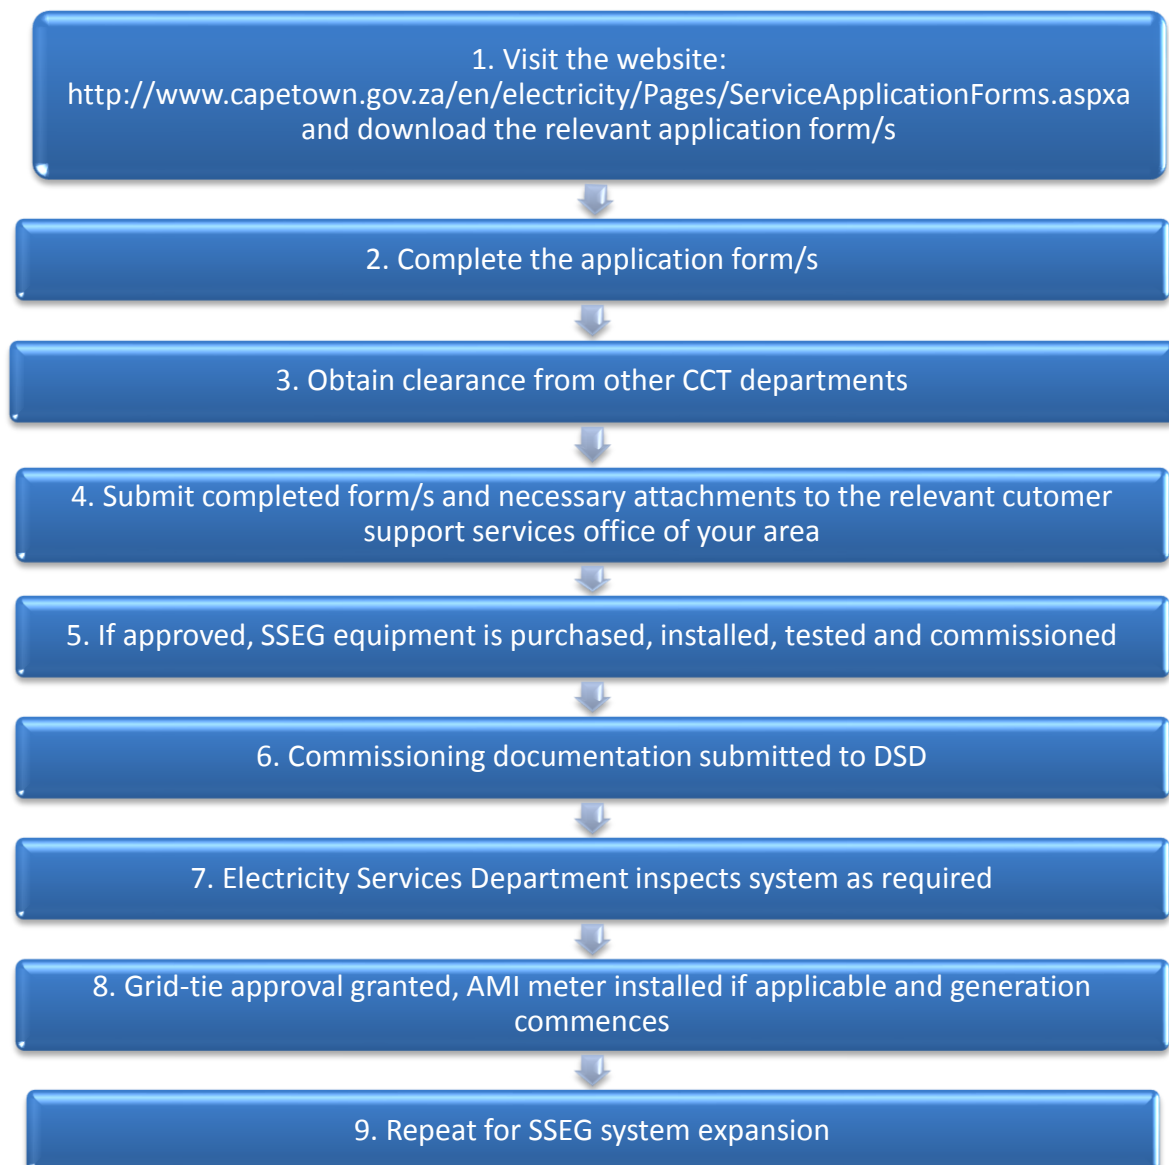 1. Visit the website:
http://www.capetown.gov.za/en/electricity/Pages/ServiceApplicationForms.aspxa
and download the relevant application form/s
2. Complete the application form/s
3. Obtain clearance from other CCT departments
4. Submit completed form/s and necessary attachments to the relevant cutomer
support services office of your area
5. If approved, SSEG equipment is purchased, installed, tested and commissioned
6. Commissioning documentation submitted to DSD
7. Electricity Services Department inspects system as required
8. Grid-tie approval granted, AMI meter installed if applicable and generation
commences
9. Repeat for SSEG system expansion